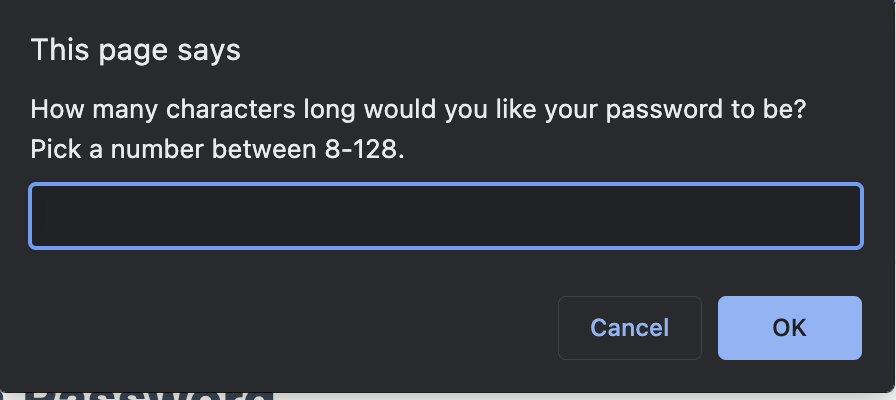 This page says
How many characters long would you like your password to be?
Pick a number between 8-128.
Cancel
OK
Password